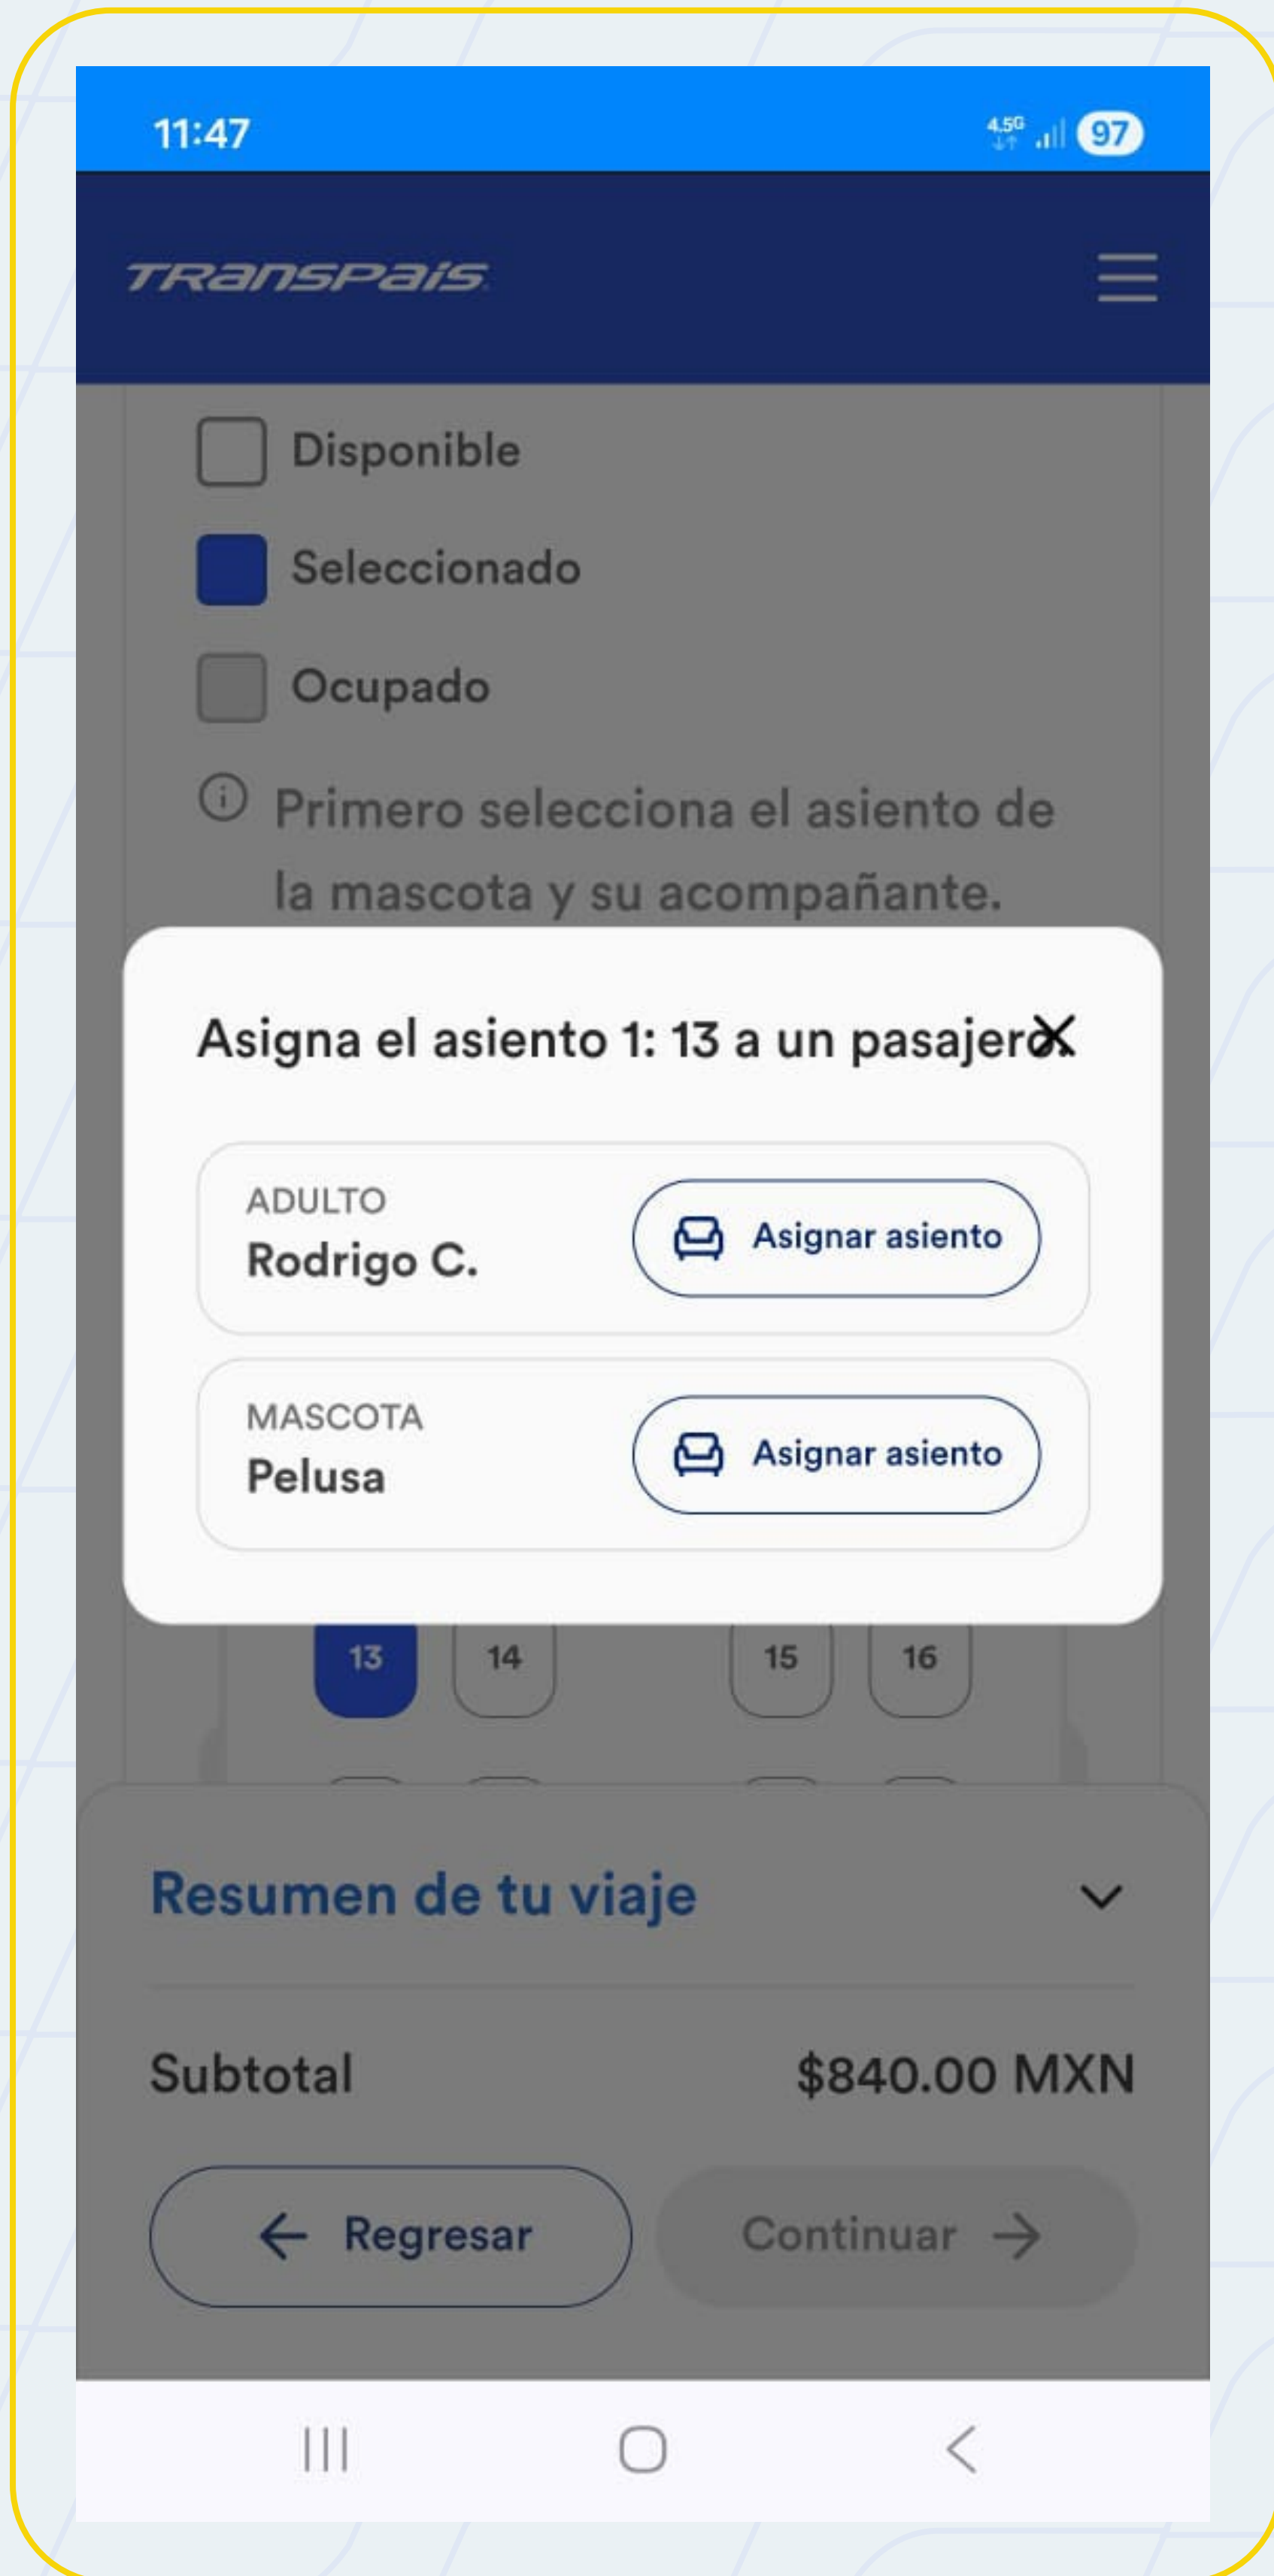 11:47
4.5G
97
TRANSPAIS
Disponible
Seleccionado
Ocupado
Primero selecciona el asiento de
la mascota y su acompañante.
Asigna el asiento 1: 13 a un pasajero.
ADULTO
Rodrigo C.
Asignar asiento
MASCOTA
Pelusa
Asignar asiento
13
14
15
16
Resumen de tu viaje
Subtotal
$840.00 MXN
Regresar
Continuar